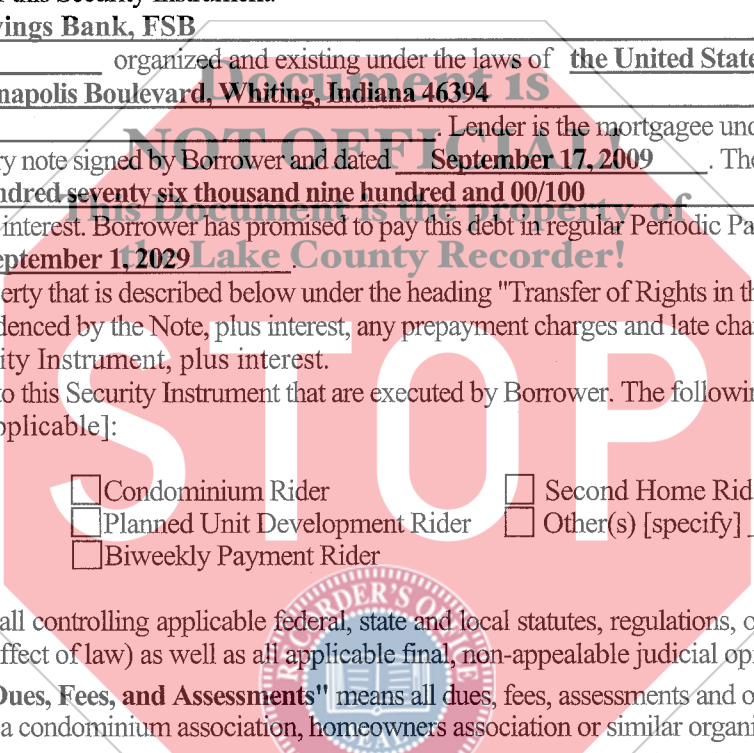 this Security Instrument.
vings Bank, FSB
organized and existing under the laws of the United State
napolis Boulevard, Whiting, Indiana 46394
. Lender is the mortgagee und
ry note signed by Borrower and dated September 17, 2009 . The
ndred seventy six thousand nine hundred and 00/100
interest. Borrower has promised to pay this debt in regular Periodic Pa
eptember 1, 2029 .
erty that is described below under the heading "Transfer of Rights in th
denced by the Note, plus interest, any prepayment charges and late cha
ity Instrument, plus interest.
to this Security Instrument that are executed by Borrower. The followin
pplicable]:
Condominium Rider Second Home Rid
Planned Unit Development Rider Other(s) [specify]
Biweekly Payment Rider
all controlling applicable federal, state and local statutes, regulations, o
ffect of law) as well as all applicable final, non-appealable judicial opi
Dues, Fees, and Assessments" means all dues, fees, assessments and o
a condominium association, homeowners association or similar organi
Document is
NOT OFFICIAL!
This Document is the property of
the Lake County Recorder!
STOP
RECORDER'S OFFICE
SEAL